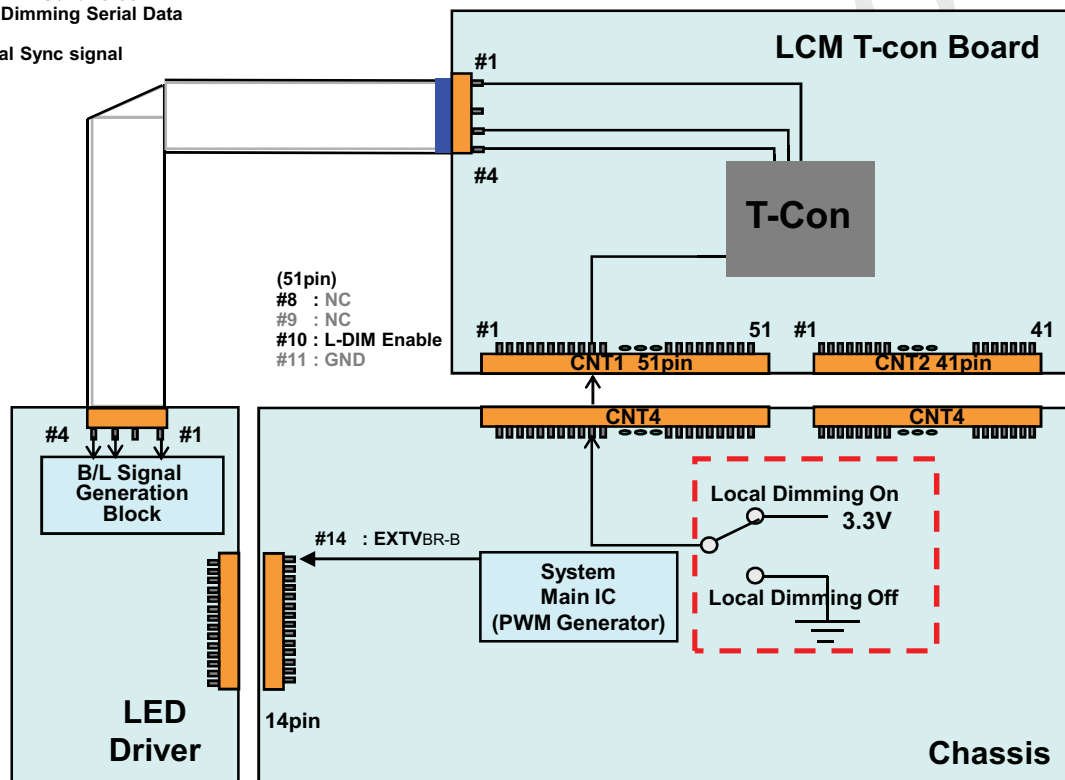 Dimming Serial Data
al Sync signal
LCM T-con Board
#1
#4
T-Con
(51pin)
#8 : NC
#9 : NC
#10 : L-DIM Enable
#11 : GND
#1
51
#1
41
CNT1 51pin
CNT2 41pin
CNT4
CNT4
#4
#1
B/L Signal
Generation
Block
Local Dimming On
3.3V
Local Dimming Off
#14 : EXTVBR-B
System
Main IC
(PWM Generator)
14pin
LED
Driver
Chassis